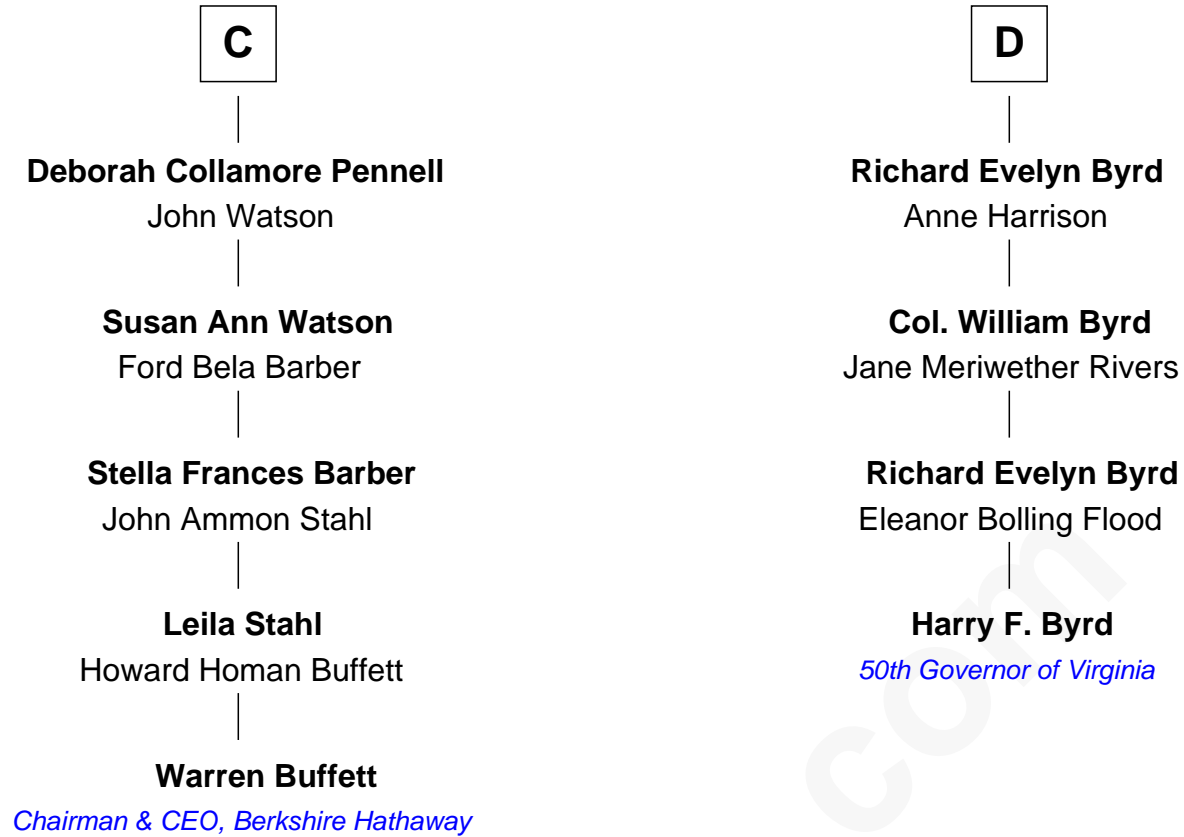 C
Deborah Collamore Pennell
John Watson
Susan Ann Watson
Ford Bela Barber
Stella Frances Barber
John Ammon Stahl
Leila Stahl
Howard Homan Buffett
Warren Buffett
Chairman & CEO, Berkshire Hathaway
D
Richard Evelyn Byrd
Anne Harrison
Col. William Byrd
Jane Meriwether Rivers
Richard Evelyn Byrd
Eleanor Bolling Flood
Harry F. Byrd
50th Governor of Virginia
com